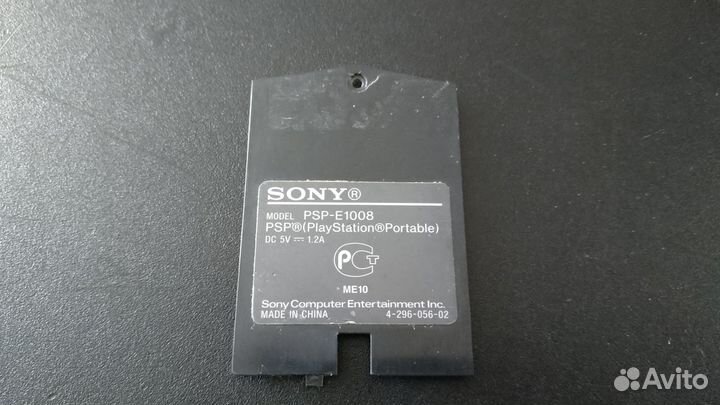 SONY®
MODEL PSP-E1008
PSP®(PlayStation®Portable)
DC 5V ⎓ 1.2A
РСТ
ME10
Sony Computer Entertainment Inc.
MADE IN CHINA 4-296-056-02
Avito